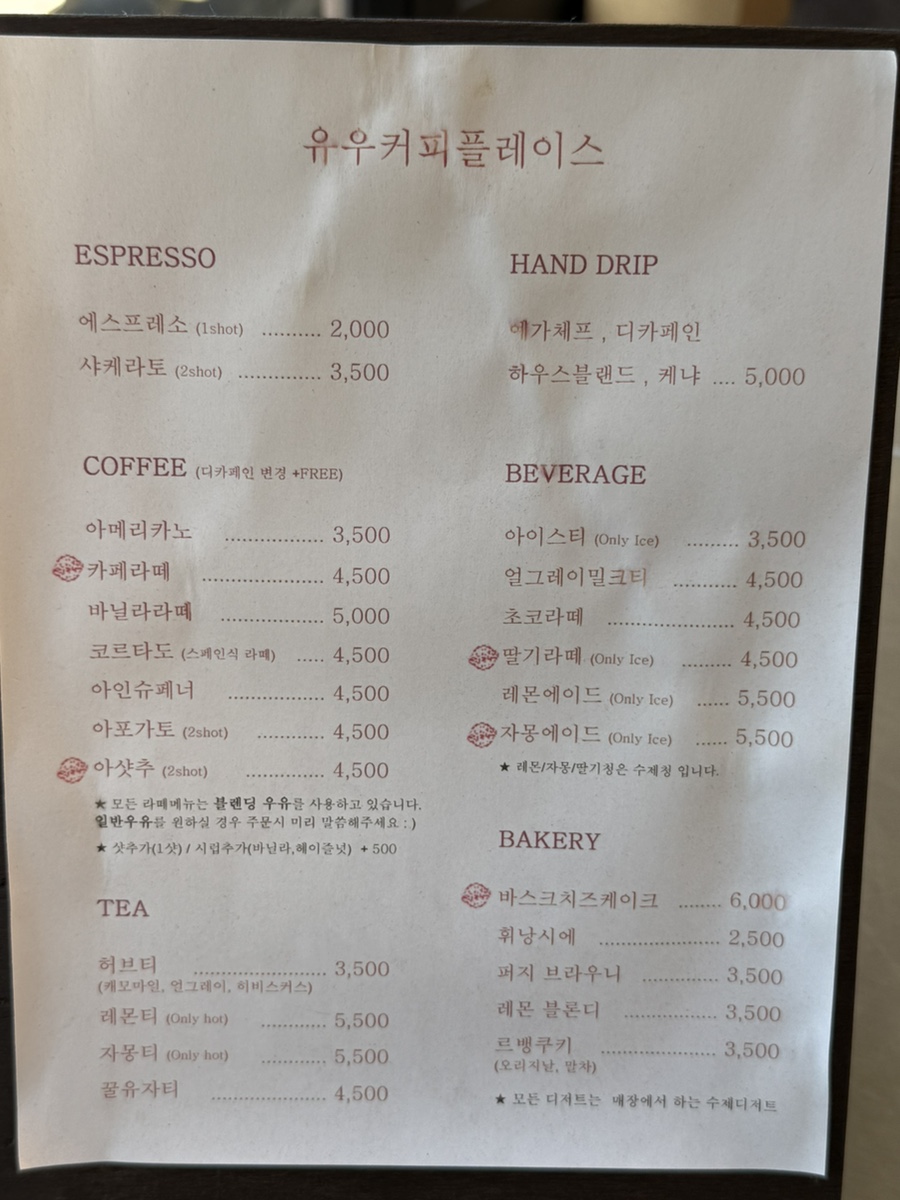 유우커피플레이스
ESPRESSO
에스프레소 (1shot) .......... 2,000
샤케라토 (2shot) .............. 3,500
COFFEE (디카페인 변경 +FREE)
아메리카노 ................. 3,500
카페라떼 ..................... 4,500
바닐라라떼 .................. 5,000
코르타도 (스페인식 라떼) ..... 4,500
아인슈페너 ................ 4,500
아포가토 (2shot) ........... 4,500
아샷추 (2shot) ............. 4,500
★ 모든 라떼메뉴는 블랜딩 우유를 사용하고 있습니다.
일반우유를 원하실 경우 주문시 미리 말씀해주세요 : )
★ 샷추가(1샷) / 시럽추가(바닐라,헤이즐넛) + 500
TEA
허브티 ...................... 3,500
(캐모마일, 얼그레이, 히비스커스)
레몬티 (Only hot) ........... 5,500
자몽티 (Only hot) ........... 5,500
꿀유자티 ................... 4,500
HAND DRIP
예가체프 , 디카페인
하우스블랜드 , 케냐 .... 5,000
BEVERAGE
아이스티 (Only Ice) ......... 3,500
얼그레이밀크티 ........... 4,500
초코라떼 ...................... 4,500
딸기라떼 (Only Ice) ......... 4,500
레몬에이드 (Only Ice) ...... 5,500
자몽에이드 (Only Ice) ...... 5,500
★ 레몬/자몽/딸기청은 수제청 입니다.
BAKERY
바스크치즈케이크 ........ 6,000
휘낭시에 ..................... 2,500
퍼지 브라우니 ............. 3,500
레몬 블론디 ................ 3,500
르뱅쿠키 .................... 3,500
(오리지날, 말차)
★ 모든 디저트는 매장에서 하는 수제디저트